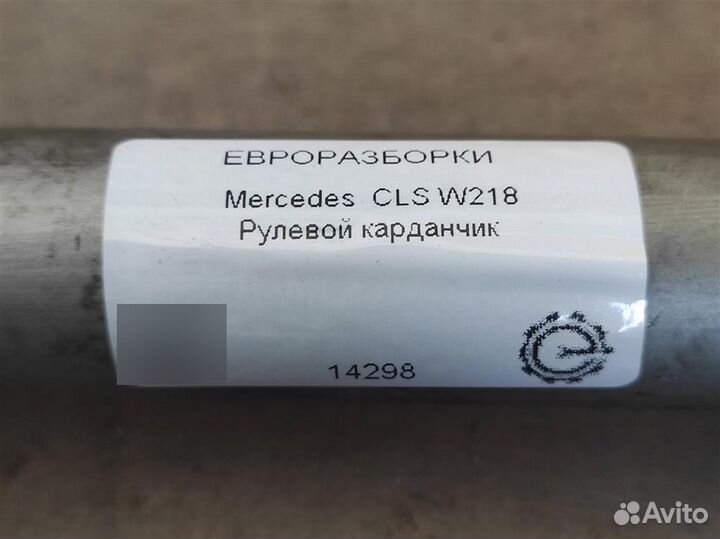 ЕВРОРАЗБОРКИ
Mercedes CLS W218
Рулевой карданчик
14298
e
Avito